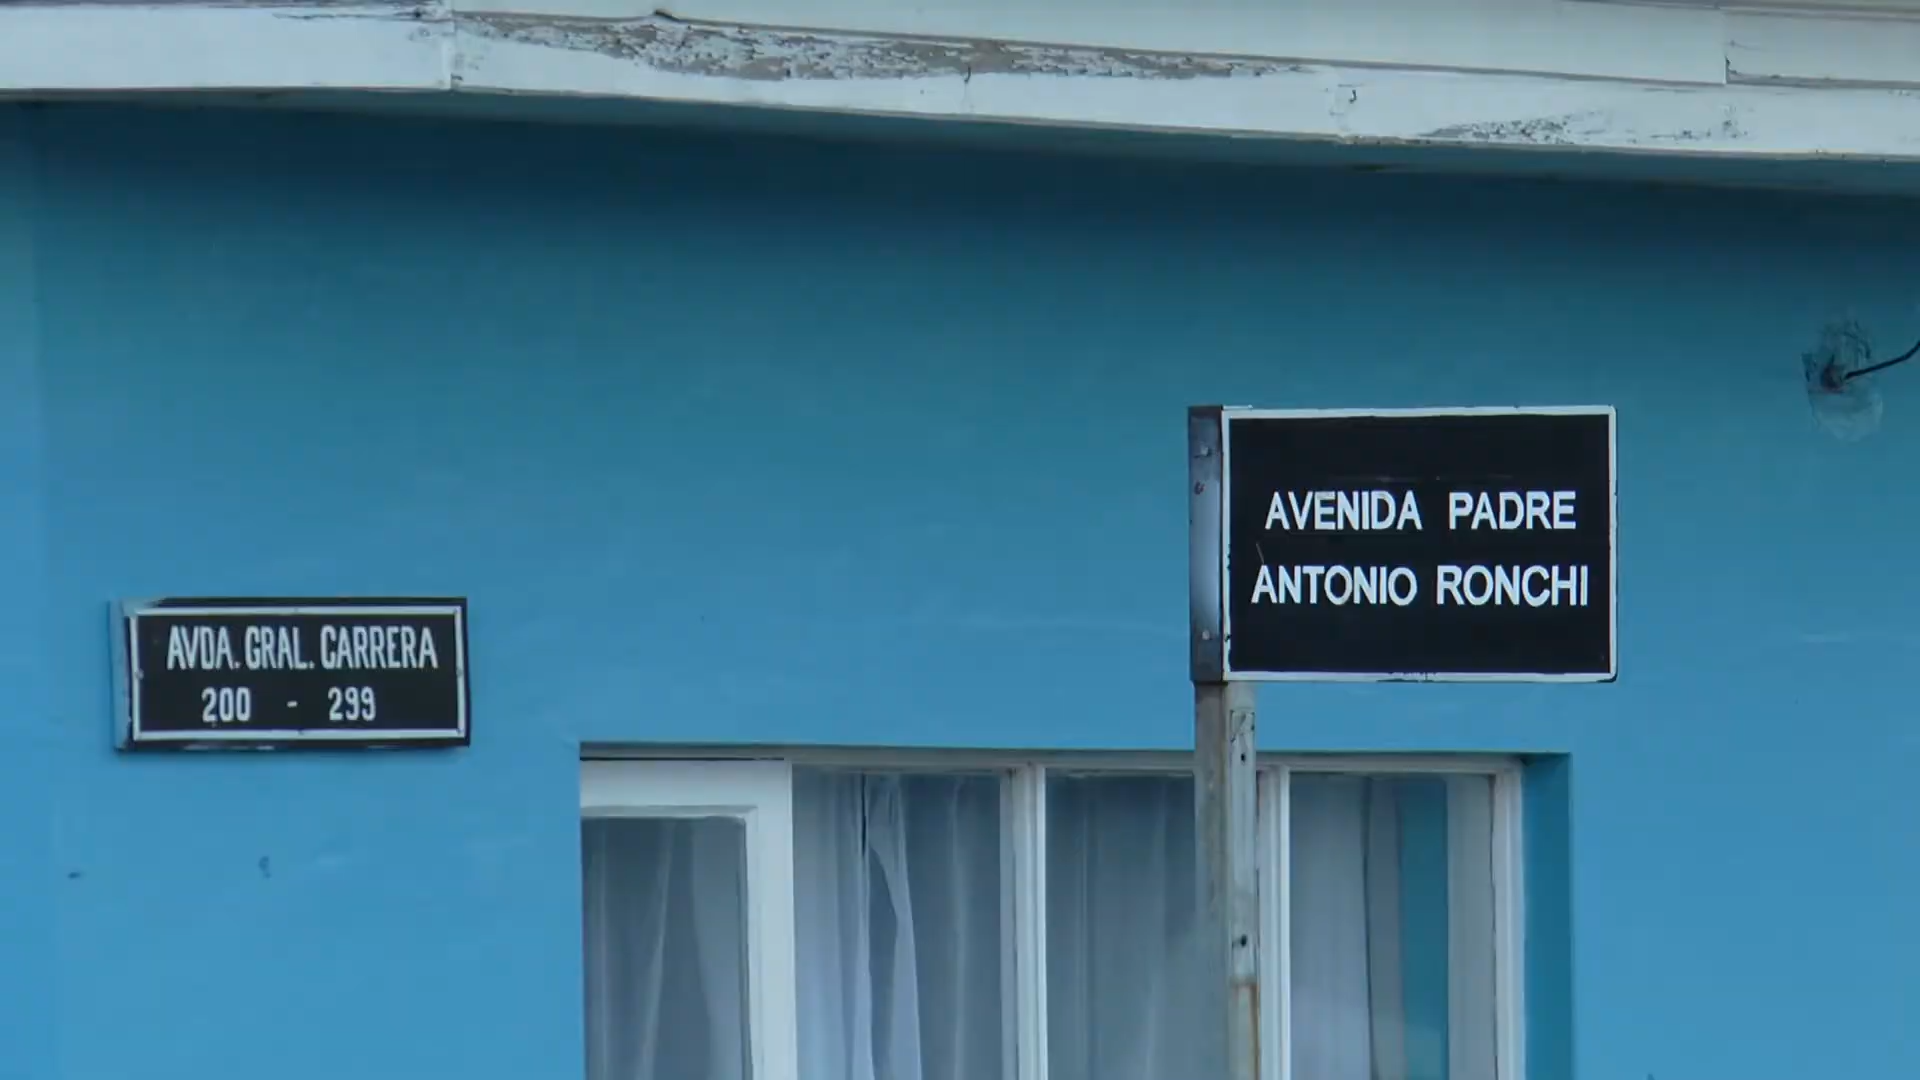 AVDA. GRAL. CARRERA
200 - 299
AVENIDA PADRE
ANTONIO RONCHI